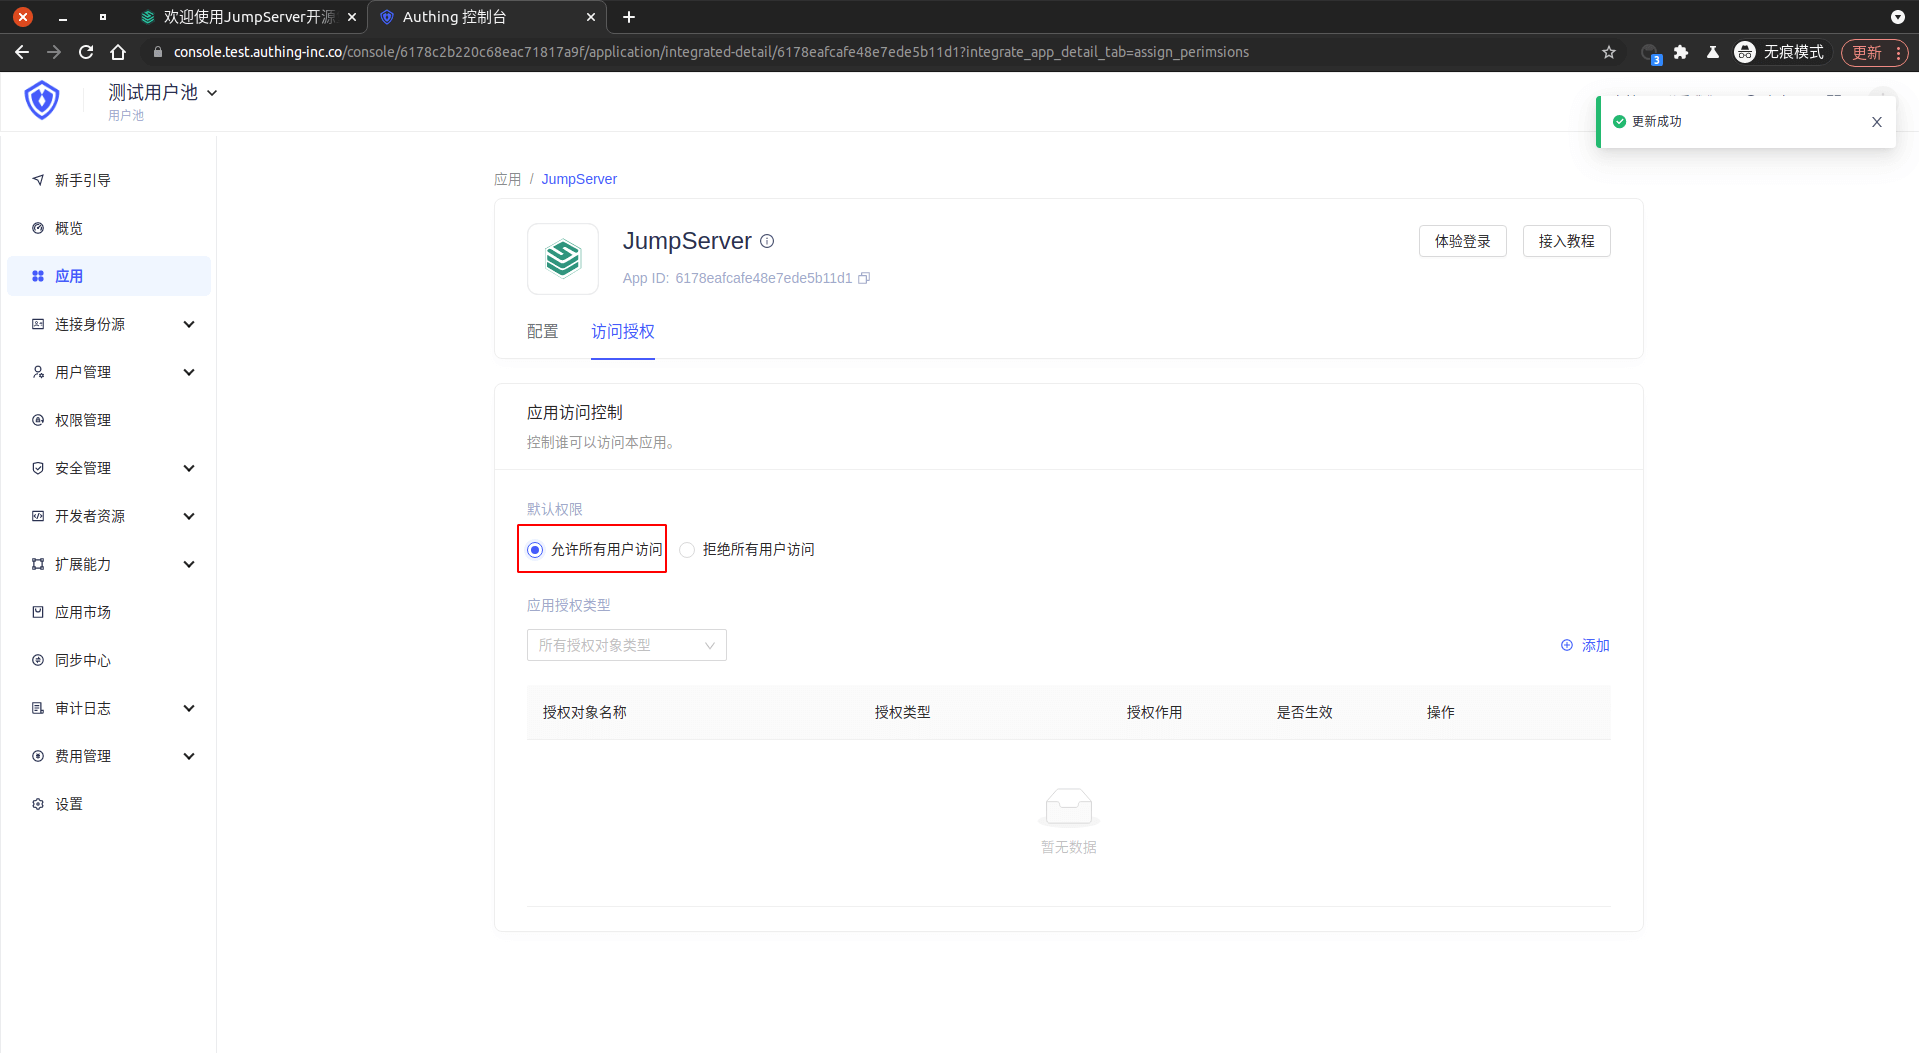 欢迎使用JumpServer开源
Authing 控制台
console.test.authing-inc.co/console/6178c2b220c68eac71817a9f/application/integrated-detail/6178eafcafe48e7ede5b11d1?integrate_app_detail_tab=assign_perimsions
3
无痕模式
更新
测试用户池
用户池
更新成功
新手引导
概览
应用
连接身份源
用户管理
权限管理
安全管理
开发者资源
扩展能力
应用市场
同步中心
审计日志
费用管理
设置
应用 / JumpServer
JumpServer
App ID: 6178eafcafe48e7ede5b11d1
体验登录
接入教程
配置
访问授权
应用访问控制
控制谁可以访问本应用。
默认权限
允许所有用户访问
拒绝所有用户访问
应用授权类型
所有授权对象类型
添加
授权对象名称 授权类型 授权作用 是否生效 操作
暂无数据